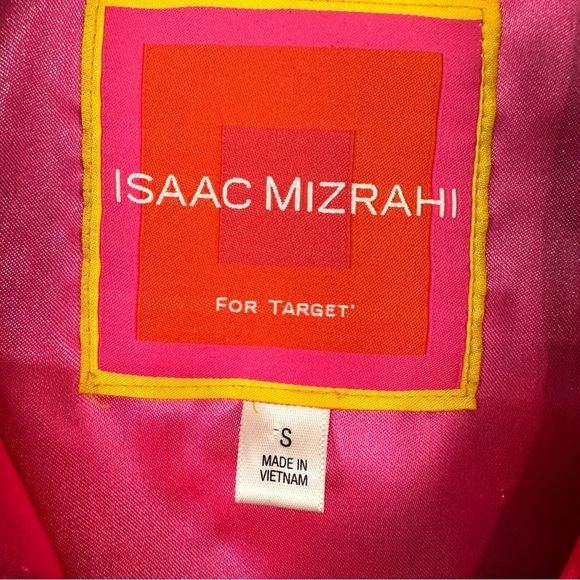 ISAAC MIZRAHI
FOR TARGET
S
MADE IN
VIETNAM